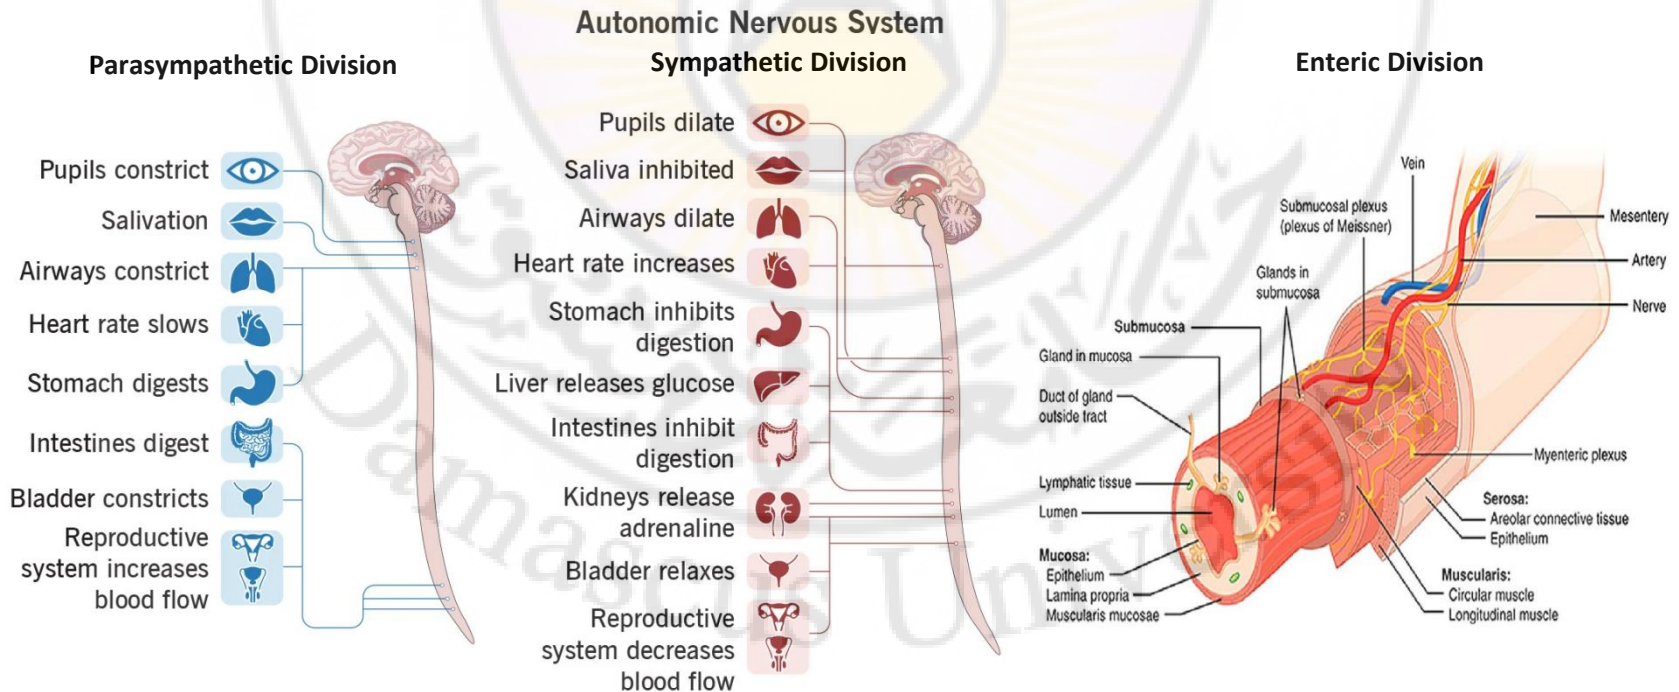 Autonomic Nervous System
Parasympathetic Division
Pupils constrict
Salivation
Airways constrict
Heart rate slows
Stomach digests
Intestines digest
Bladder constricts
Reproductive
system increases
blood flow
Sympathetic Division
Pupils dilate
Saliva inhibited
Airways dilate
Heart rate increases
Stomach inhibits
digestion
Liver releases glucose
Intestines inhibit
digestion
Kidneys release
adrenaline
Bladder relaxes
Reproductive
system decreases
blood flow
Enteric Division
Vein
Submucosal plexus
(plexus of Meissner)
Mesentery
Artery
Nerve
Glands in
submucosa
Submucosa
Gland in mucosa
Duct of gland
outside tract
Lymphatic tissue
Lumen
Mucosa:
Epithelium
Lamina propria
Muscularis mucosae
Myenteric plexus
Serosa:
Areolar connective tissue
Epithelium
Muscularis:
Circular muscle
Longitudinal muscle
Damascus University